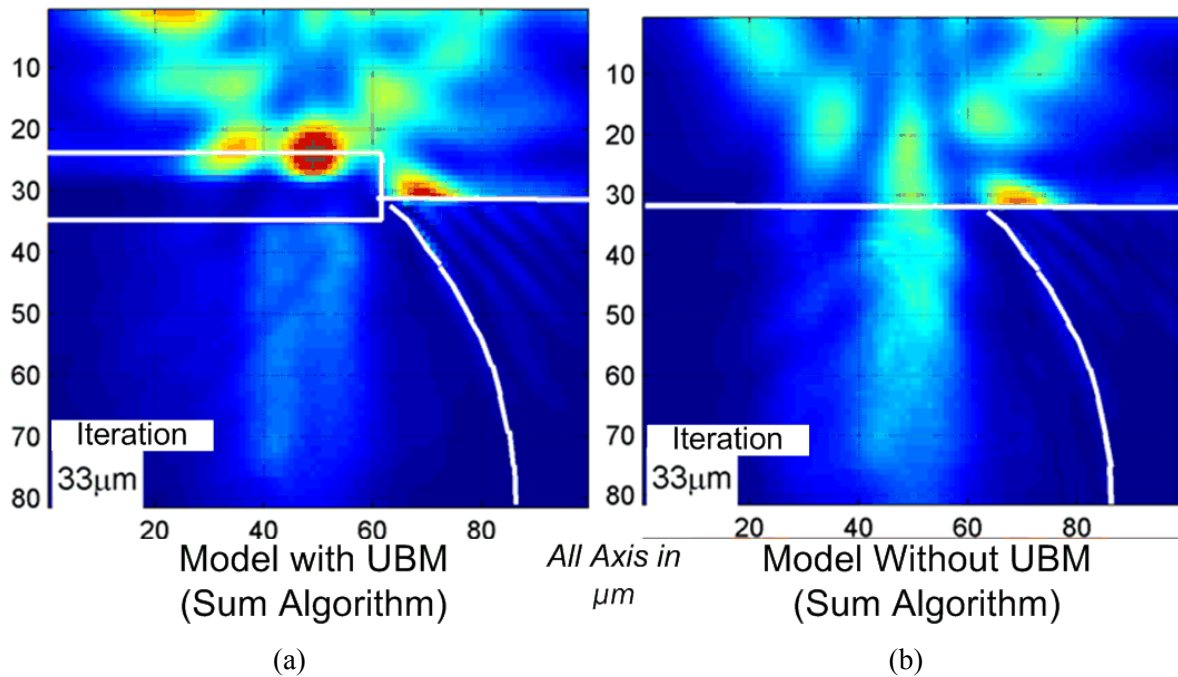 10
20
30
40
50
60
70
80
Iteration
33µm
20 40 60 80
Model with UBM
(Sum Algorithm)
(a)
All Axis in
µm
10
20
30
40
50
60
70
80
Iteration
33µm
20 40 60 80
Model Without UBM
(Sum Algorithm)
(b)